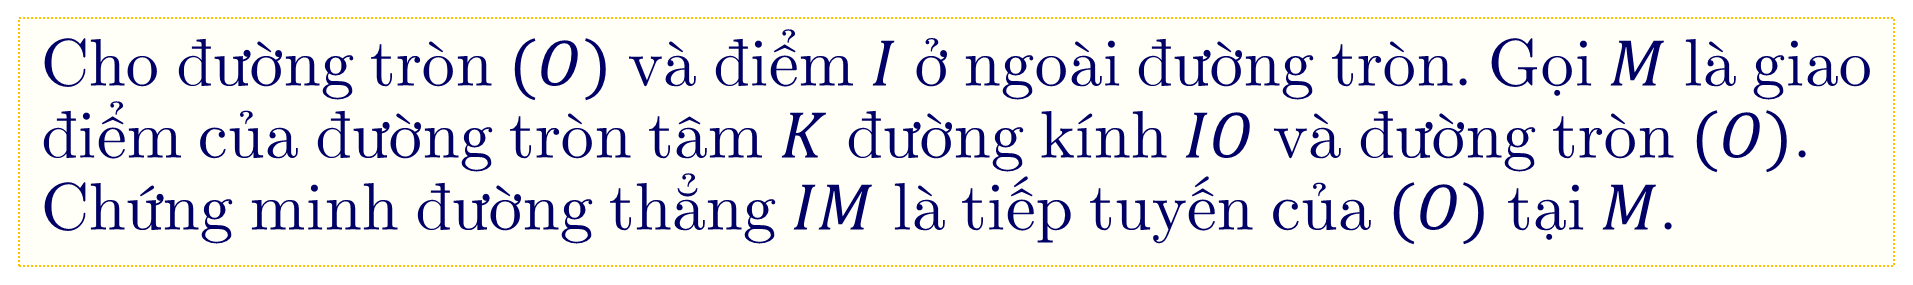 Cho đường tròn (O) và điểm I ở ngoài đường tròn. Gọi M là giao
điểm của đường tròn tâm K đường kính IO và đường tròn (O).
Chứng minh đường thẳng IM là tiếp tuyến của (O) tại M.